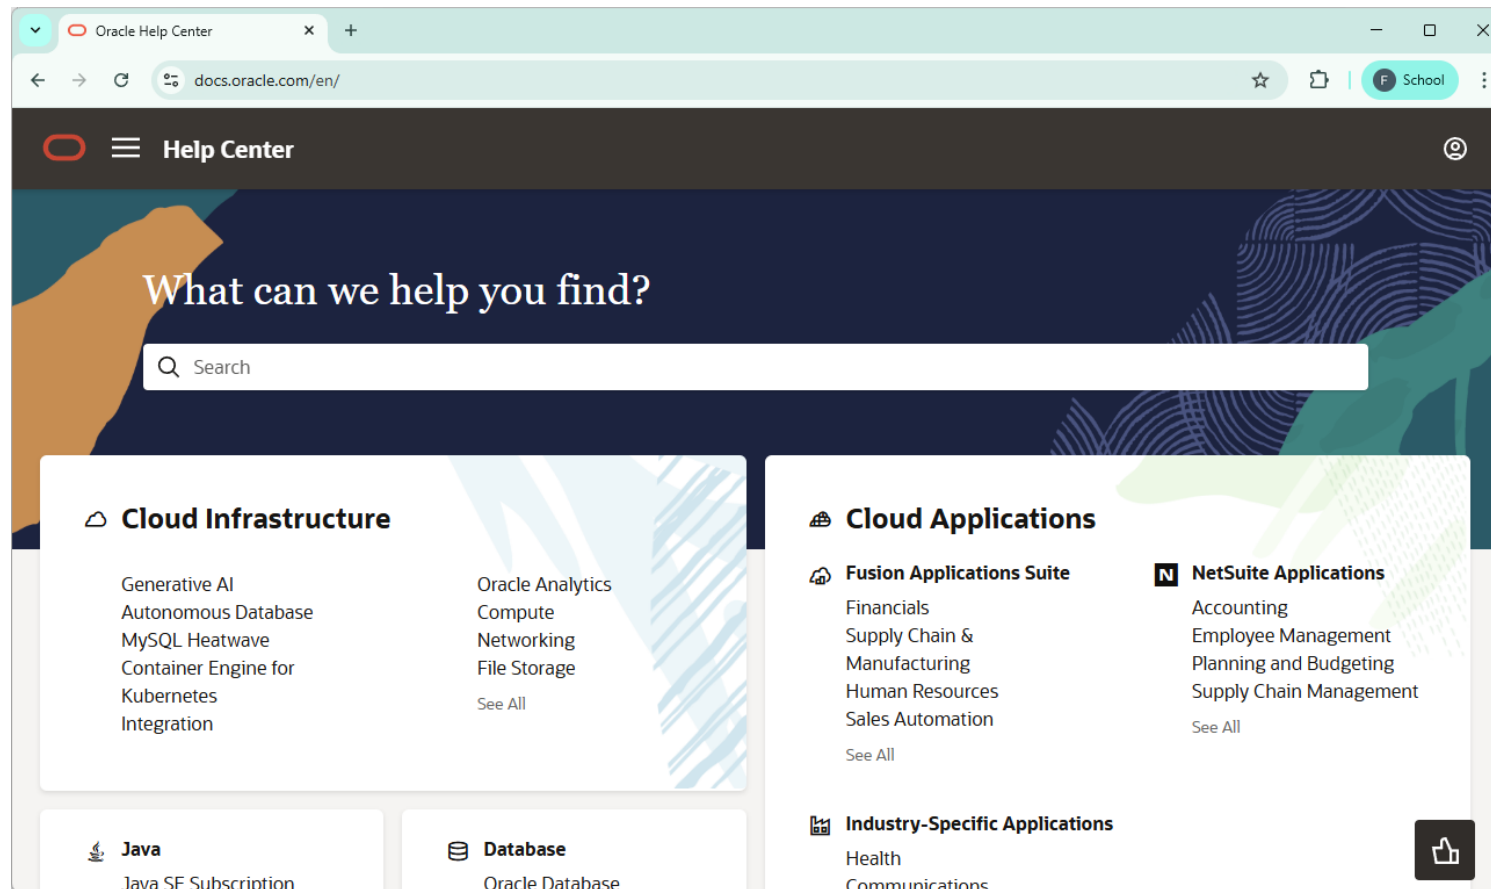 Oracle Help Center
docs.oracle.com/en/
F School
Help Center
What can we help you find?
Search
Cloud Infrastructure
Generative AI
Autonomous Database
MySQL Heatwave
Container Engine for
Kubernetes
Integration
Oracle Analytics
Compute
Networking
File Storage
See All
Cloud Applications
Fusion Applications Suite
Financials
Supply Chain &
Manufacturing
Human Resources
Sales Automation
See All
N NetSuite Applications
Accounting
Employee Management
Planning and Budgeting
Supply Chain Management
See All
Industry-Specific Applications
Health
Communications
Java
Java SE Subscription
Database
Oracle Database